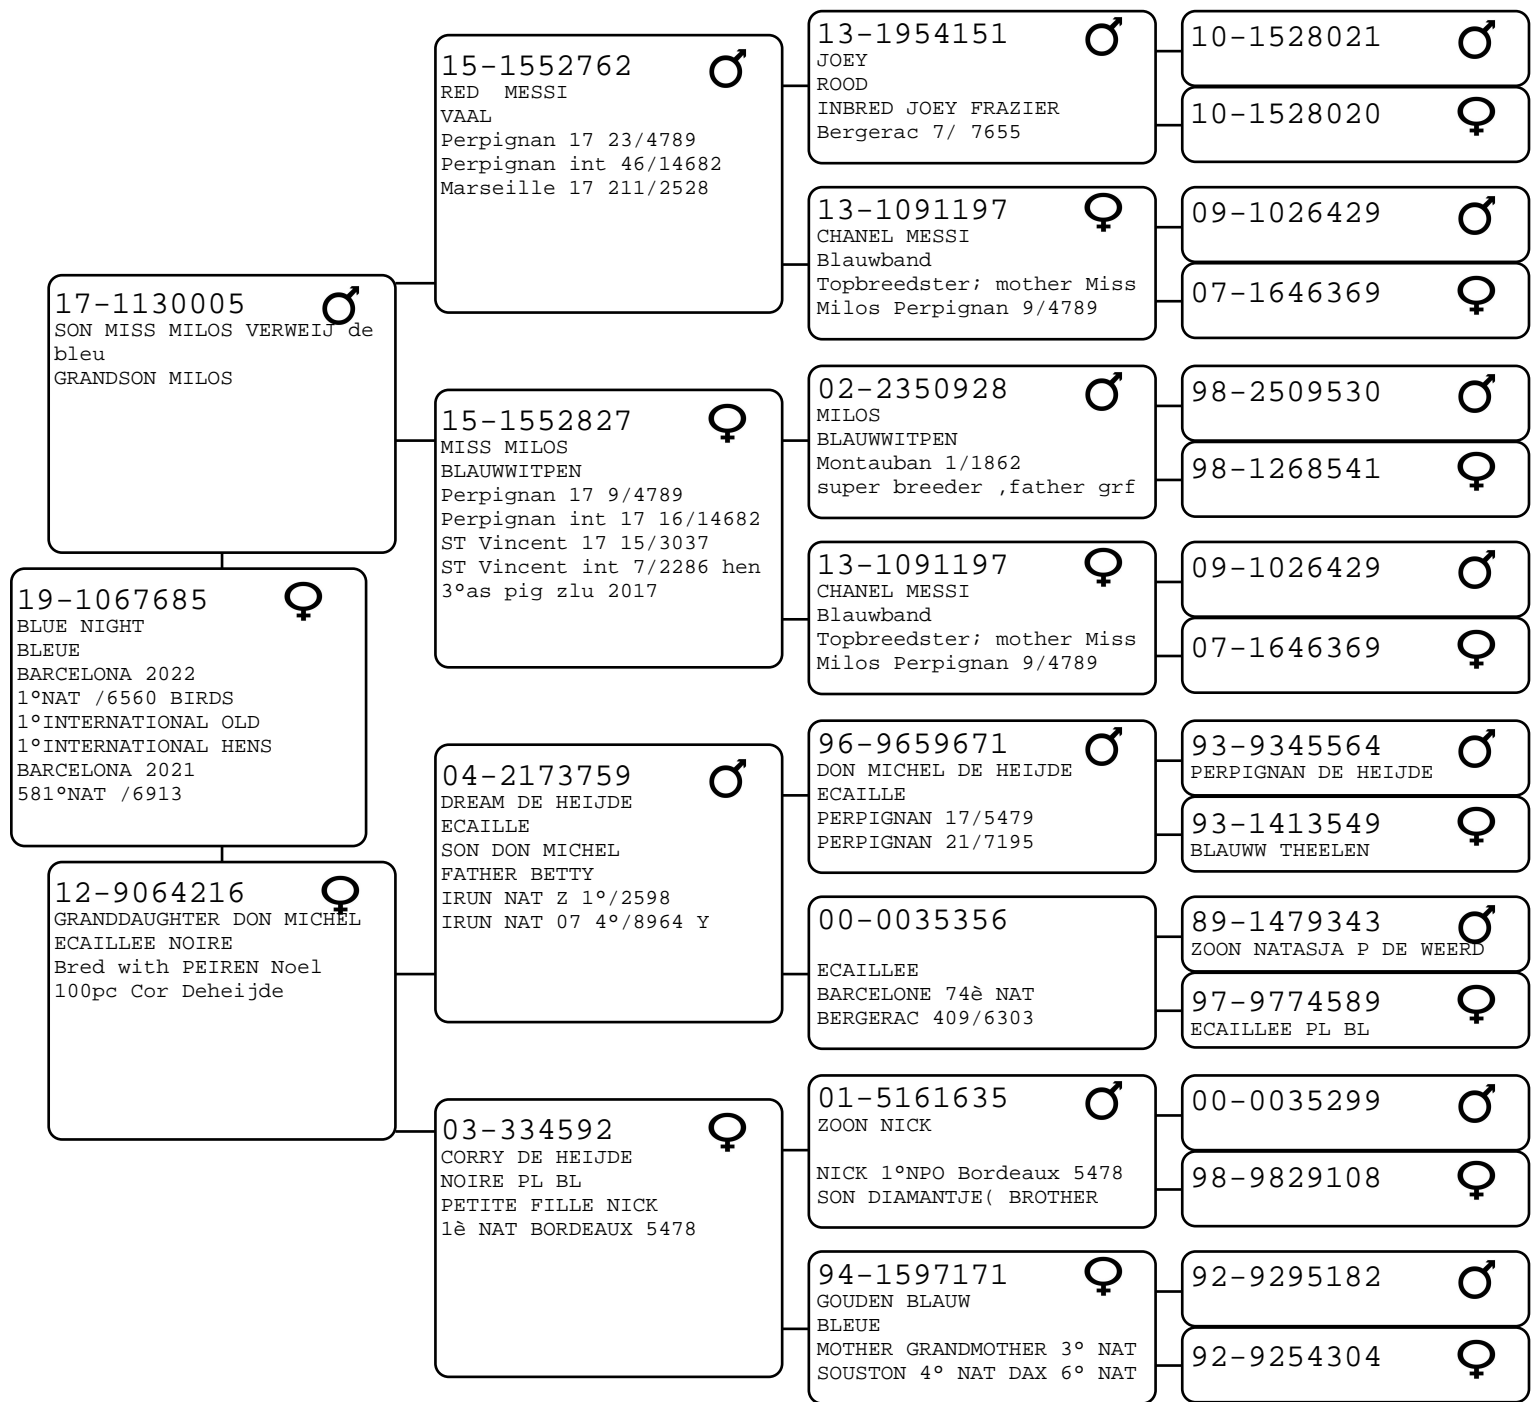 17-1130005
SON MISS MILOS VERWEIJ de
bleu
GRANDSON MILOS
19-1067685
BLUE NIGHT
BLEUE
BARCELONA 2022
1°NAT /6560 BIRDS
1°INTERNATIONAL OLD
1°INTERNATIONAL HENS
BARCELONA 2021
581°NAT /6913
12-9064216
GRANDDAUGHTER DON MICHEL
ECAILLEE NOIRE
Bred with PEIREN Noel
100pc Cor Deheijde
15-1552762
RED  MESSI
VAAL
Perpignan 17 23/4789
Perpignan int 46/14682
Marseille 17 211/2528
15-1552827
MISS MILOS
BLAUWWITPEN
Perpignan 17 9/4789
Perpignan int 17 16/14682
ST Vincent 17 15/3037
ST Vincent int 7/2286 hen
3°as pig zlu 2017
04-2173759
DREAM DE HEIJDE
ECAILLE
SON DON MICHEL
FATHER BETTY
IRUN NAT Z 1°/2598
IRUN NAT 07 4°/8964 Y
03-334592
CORRY DE HEIJDE
NOIRE PL BL
PETITE FILLE NICK
1è NAT BORDEAUX 5478
13-1954151
JOEY
ROOD
INBRED JOEY FRAZIER
Bergerac 7/ 7655
13-1091197
CHANEL MESSI
Blauwband
Topbreedster; mother Miss
Milos Perpignan 9/4789
02-2350928
MILOS
BLAUWWITPEN
Montauban 1/1862
super breeder ,father grf
13-1091197
CHANEL MESSI
Blauwband
Topbreedster; mother Miss
Milos Perpignan 9/4789
96-9659671
DON MICHEL DE HEIJDE
ECAILLE
PERPIGNAN 17/5479
PERPIGNAN 21/7195
00-0035356
ECAILLEE
BARCELONE 74è NAT
BERGERAC 409/6303
01-5161635
ZOON NICK
NICK 1°NPO Bordeaux 5478
SON DIAMANTJE( BROTHER
94-1597171
GOUDEN BLAUW
BLEUE
MOTHER GRANDMOTHER 3° NAT
SOUSTON 4° NAT DAX 6° NAT
10-1528021
10-1528020
09-1026429
07-1646369
98-2509530
98-1268541
09-1026429
07-1646369
93-9345564
PERPIGNAN DE HEIJDE
93-1413549
BLAUWW THEELEN
89-1479343
ZOON NATASJA P DE WEERD
97-9774589
ECAILLEE PL BL
00-0035299
98-9829108
92-9295182
92-9254304